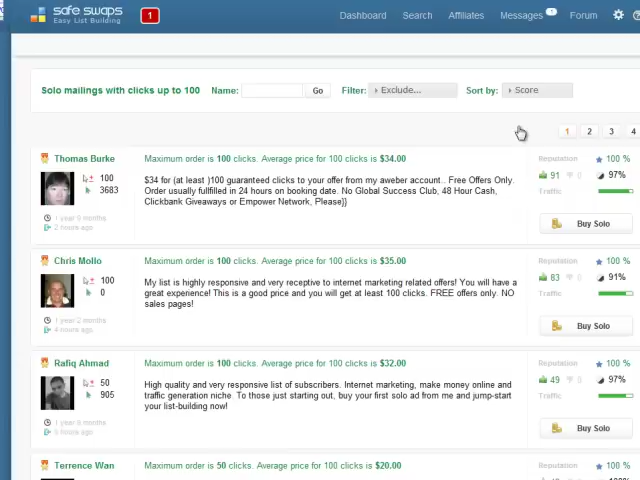 safe swaps
Easy List Building
1
Dashboard Search Affiliates Messages 1 Forum
Solo mailings with clicks up to 100 Name: Go Filter: Exclude... Sort by: Score
1 2 3 4
Thomas Burke Maximum order is 100 clicks. Average price for 100 clicks is $34.00 Reputation 100 %
100 $34 for (at least )100 guaranteed clicks to your offer from my aweber account.. Free Offers Only. 91 0 97%
3683 Order usually fullfilled in 24 hours on booking date. No Global Success Club, 48 Hour Cash, Traffic:
Clickbank Giveaways or Empower Network, Please}}
1 year 9 months
2 hours ago
Buy Solo
Chris Mollo Maximum order is 100 clicks. Average price for 100 clicks is $35.00 Reputation 100 %
100 My list is highly responsive and very receptive to internet marketing related offers! You will have a 83 0 91%
0 great experience! This is a good price and you will get at least 100 clicks. FREE offers only. NO Traffic:
sales pages!
1 year 2 months
4 hours ago
Buy Solo
Rafiq Ahmad Maximum order is 100 clicks. Average price for 100 clicks is $32.00 Reputation 100 %
50 High quality and very responsive list of subscribers. Internet marketing, make money online and 49 0 97%
905 traffic generation niche. To those just starting out, buy your first solo ad from me and jump-start Traffic:
your list-building now!
Buy Solo
Terrence Wan Maximum order is 50 clicks. Average price for 100 clicks is $20.00 Reputation 100 %